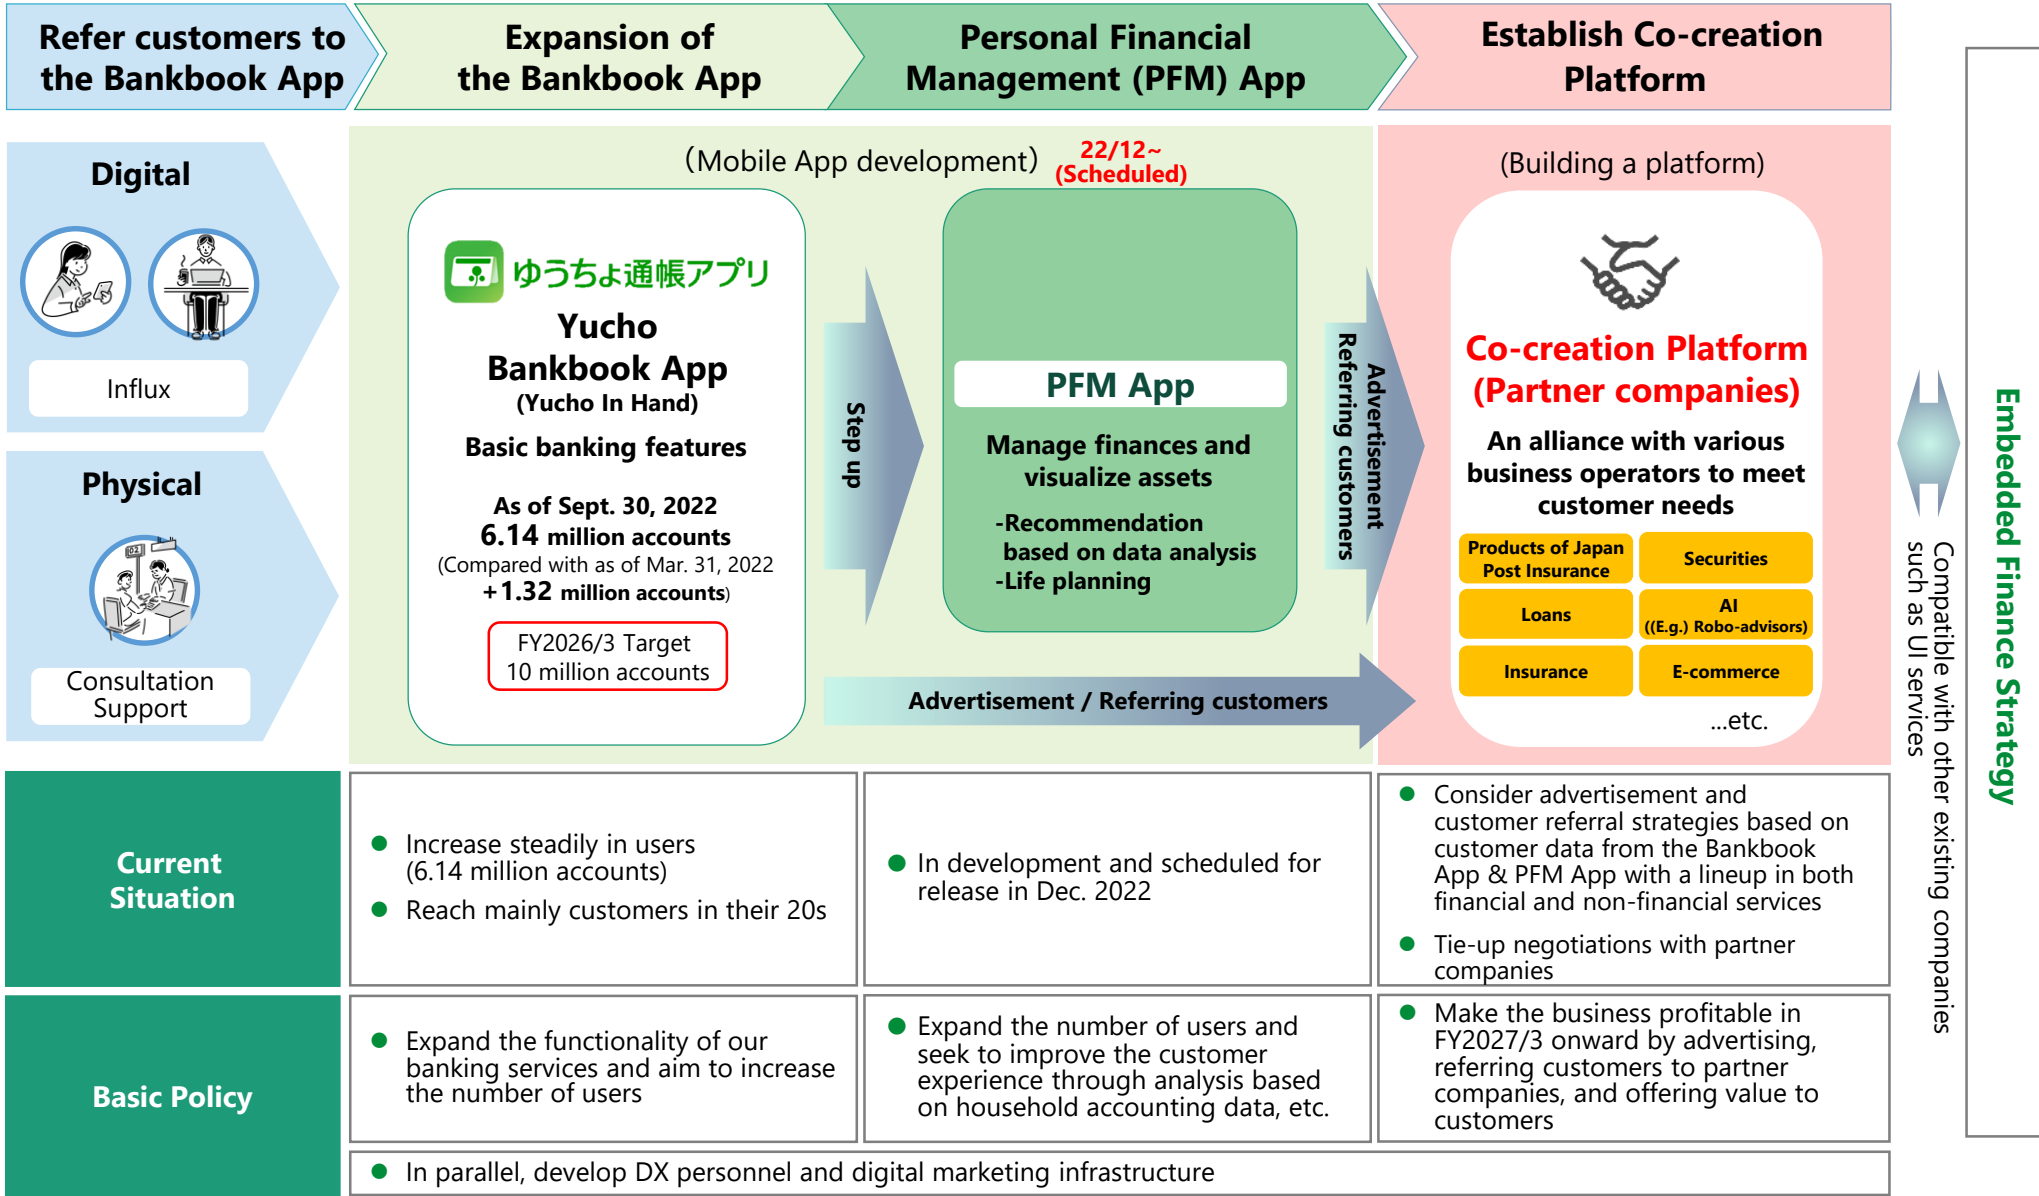 Refer customers to
the Bankbook App
Expansion of
the Bankbook App
Personal Financial
Management (PFM) App
Establish Co-creation
Platform
Digital
Influx
Physical
102
Consultation
Support
(Mobile App development)
22/12~
(Scheduled)
ゆうちょ通帳アプリ
Yucho
Bankbook App
(Yucho In Hand)
Basic banking features
As of Sept. 30, 2022
6.14 million accounts
(Compared with as of Mar. 31, 2022
+1.32 million accounts)
FY2026/3 Target
10 million accounts
Step up
PFM App
Manage finances and
visualize assets
-Recommendation
based on data analysis
-Life planning
Advertisement
Referring customers
Advertisement / Referring customers
(Building a platform)
Co-creation Platform
(Partner companies)
An alliance with various
business operators to meet
customer needs
Products of Japan
Post Insurance
Securities
Loans
AI
((E.g.) Robo-advisors)
Insurance
E-commerce
...etc.
Compatible with other existing companies
such as UI services
Embedded Finance Strategy
Current
Situation
● Increase steadily in users
(6.14 million accounts)
● Reach mainly customers in their 20s
● In development and scheduled for
release in Dec. 2022
● Consider advertisement and
customer referral strategies based on
customer data from the Bankbook
App & PFM App with a lineup in both
financial and non-financial services
● Tie-up negotiations with partner
companies
Basic Policy
● Expand the functionality of our
banking services and aim to increase
the number of users
● Expand the number of users and
seek to improve the customer
experience through analysis based
on household accounting data, etc.
● Make the business profitable in
FY2027/3 onward by advertising,
referring customers to partner
companies, and offering value to
customers
● In parallel, develop DX personnel and digital marketing infrastructure